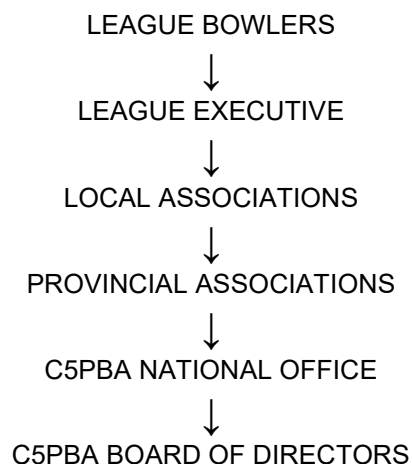 LEAGUE BOWLERS
↓
LEAGUE EXECUTIVE
↓
LOCAL ASSOCIATIONS
↓
PROVINCIAL ASSOCIATIONS
↓
C5PBA NATIONAL OFFICE
↓
C5PBA BOARD OF DIRECTORS